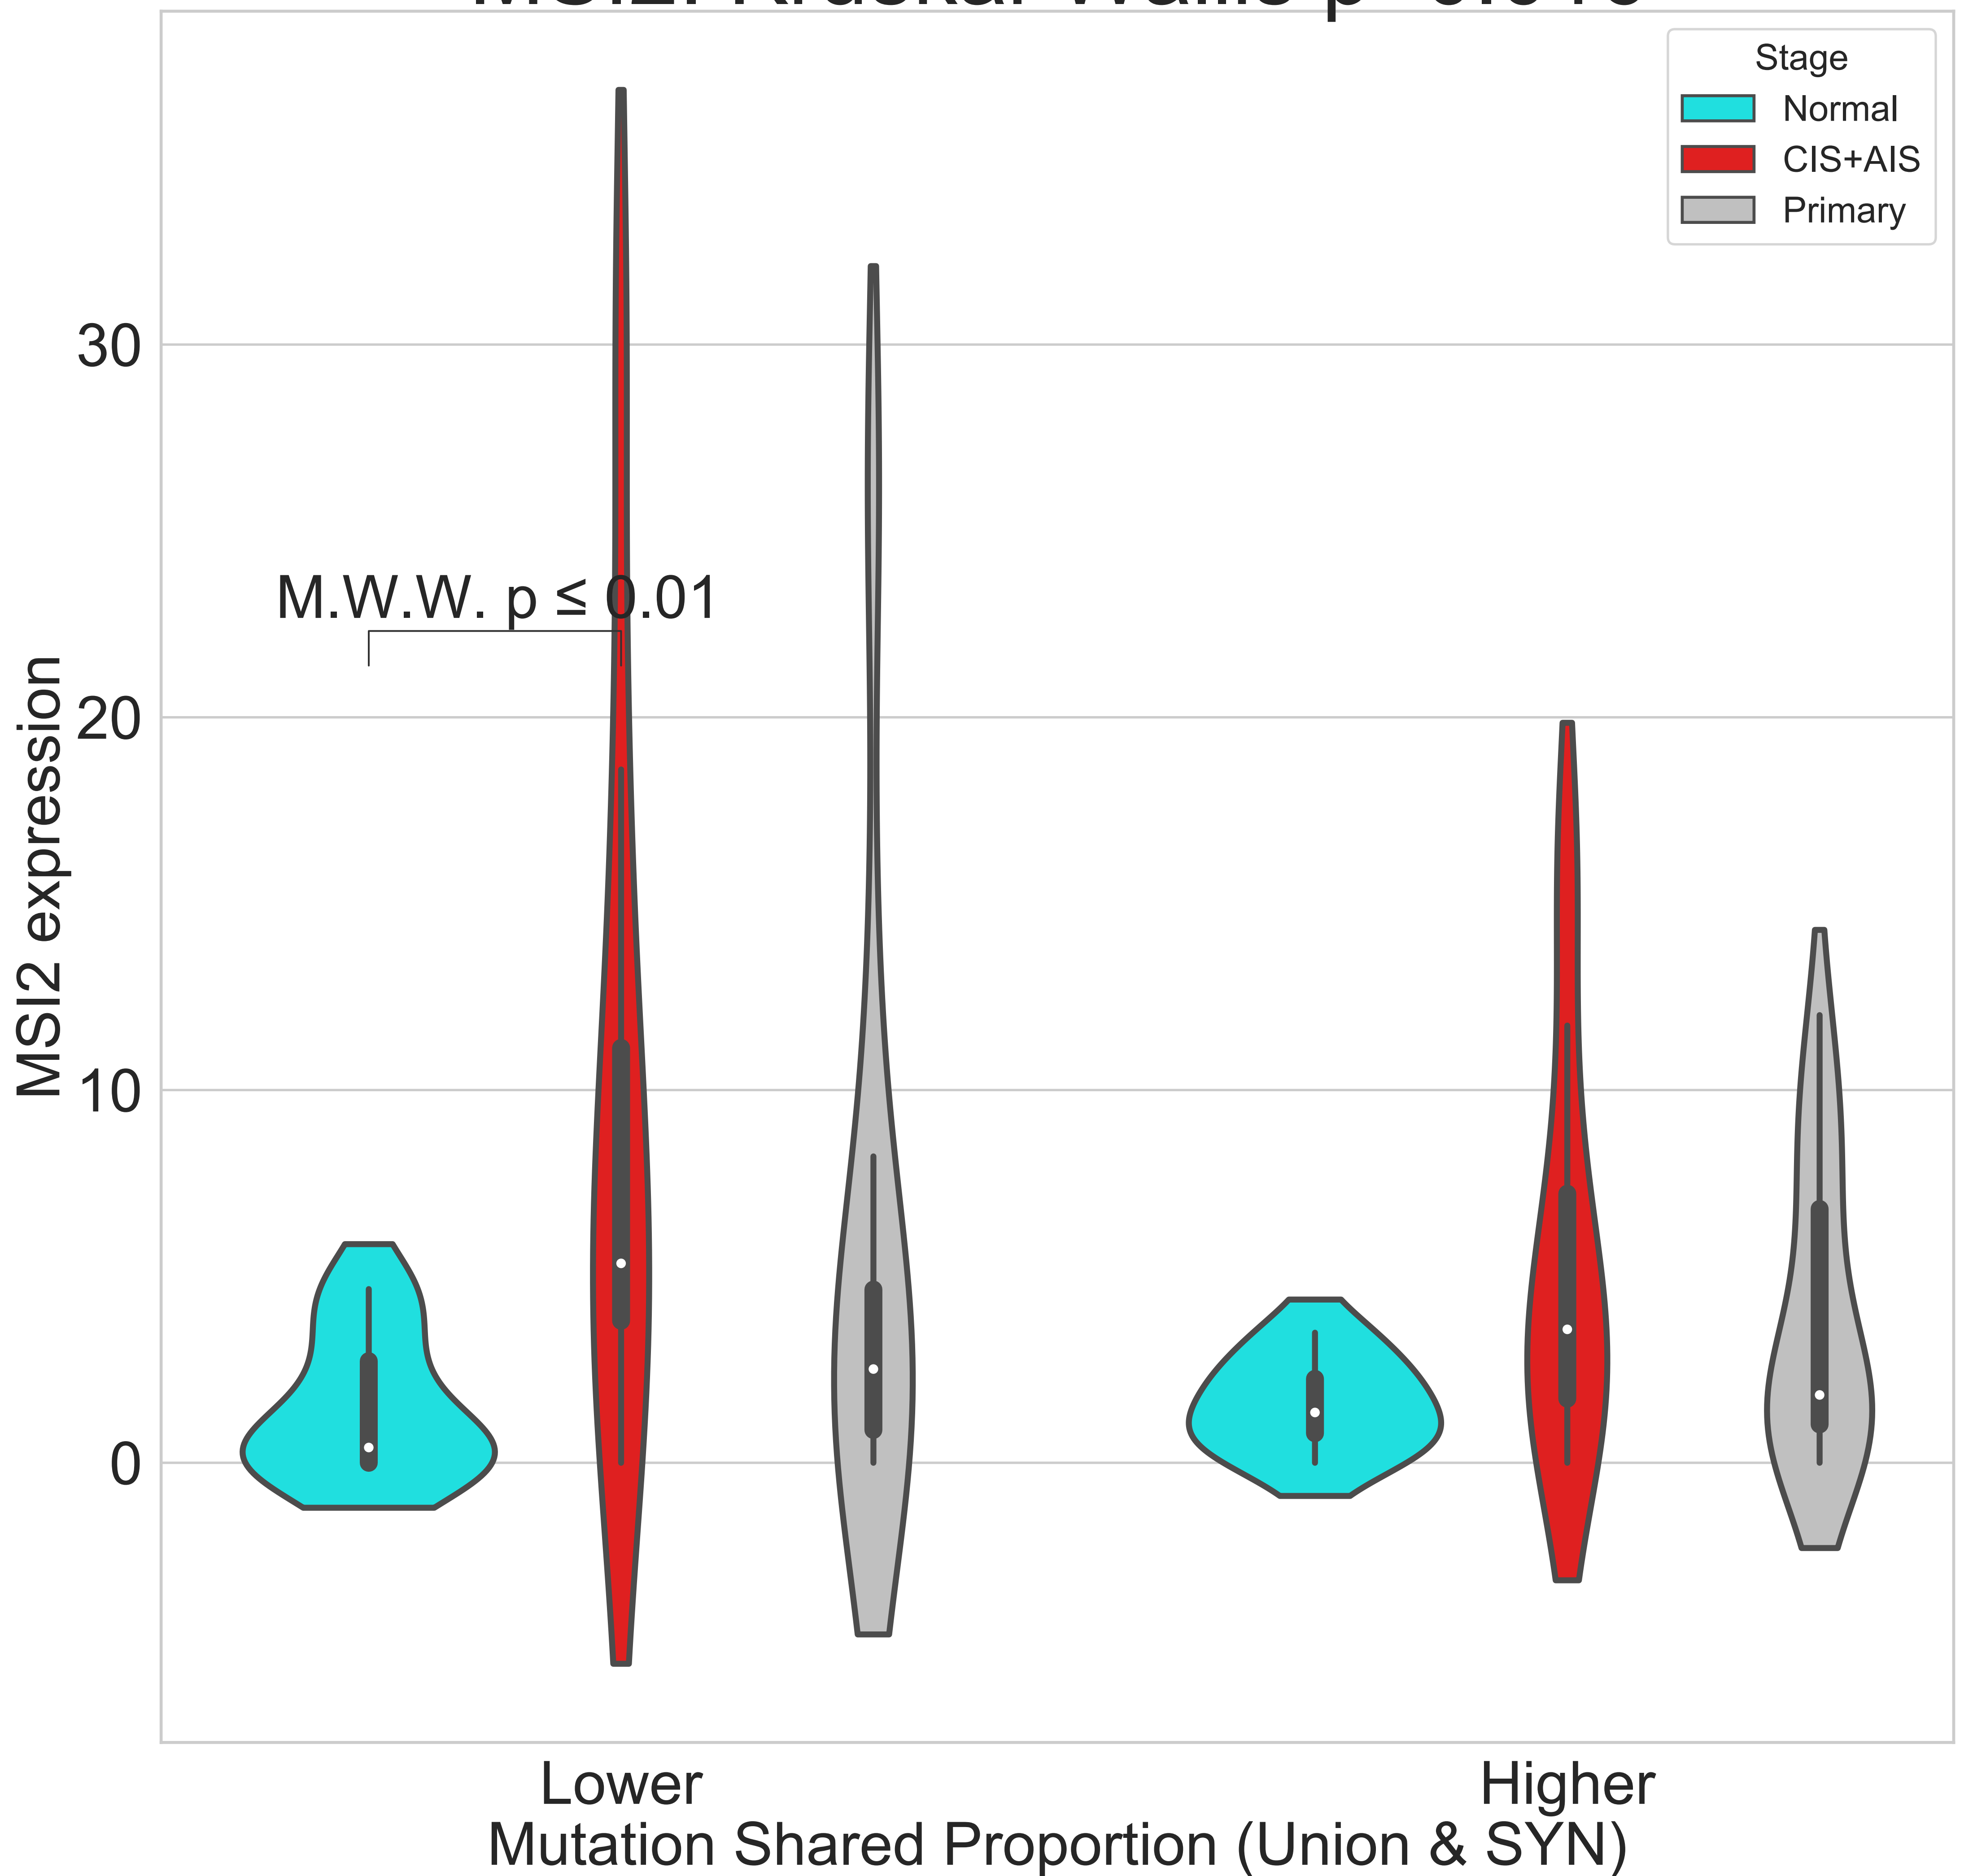 Stage
Normal
CIS+AIS
Primary
30
20
10
0
MSI2 expression
M.W.W. p ≤ 0.01
Lower
Higher
Mutation Shared Proportion (Union & SYN)